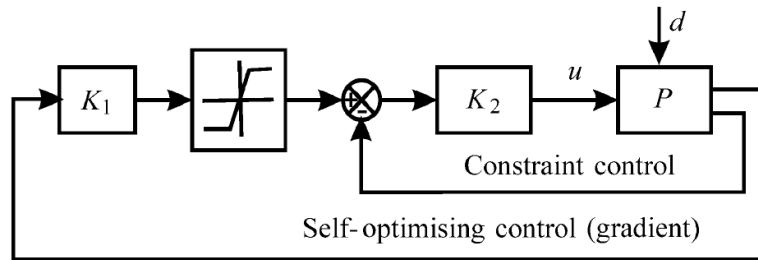 d
K1
+
-
K2
u
P
Constraint control
Self-optimising control (gradient)